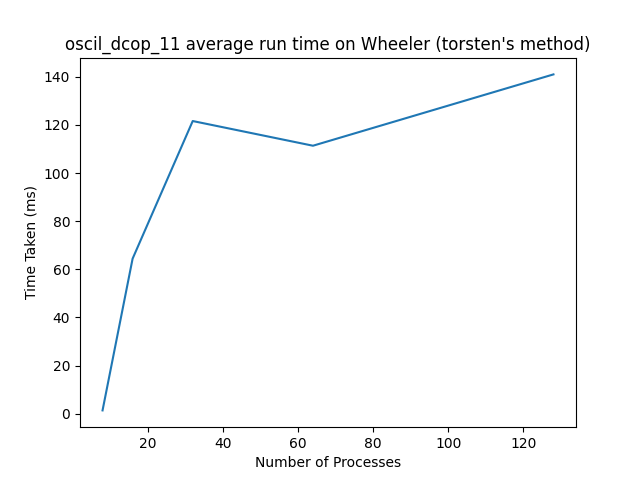 oscil_dcop_11 average run time on Wheeler (torsten's method)
140
120
100
80
60
40
20
0
Time Taken (ms)
20 40 60 80 100 120
Number of Processes